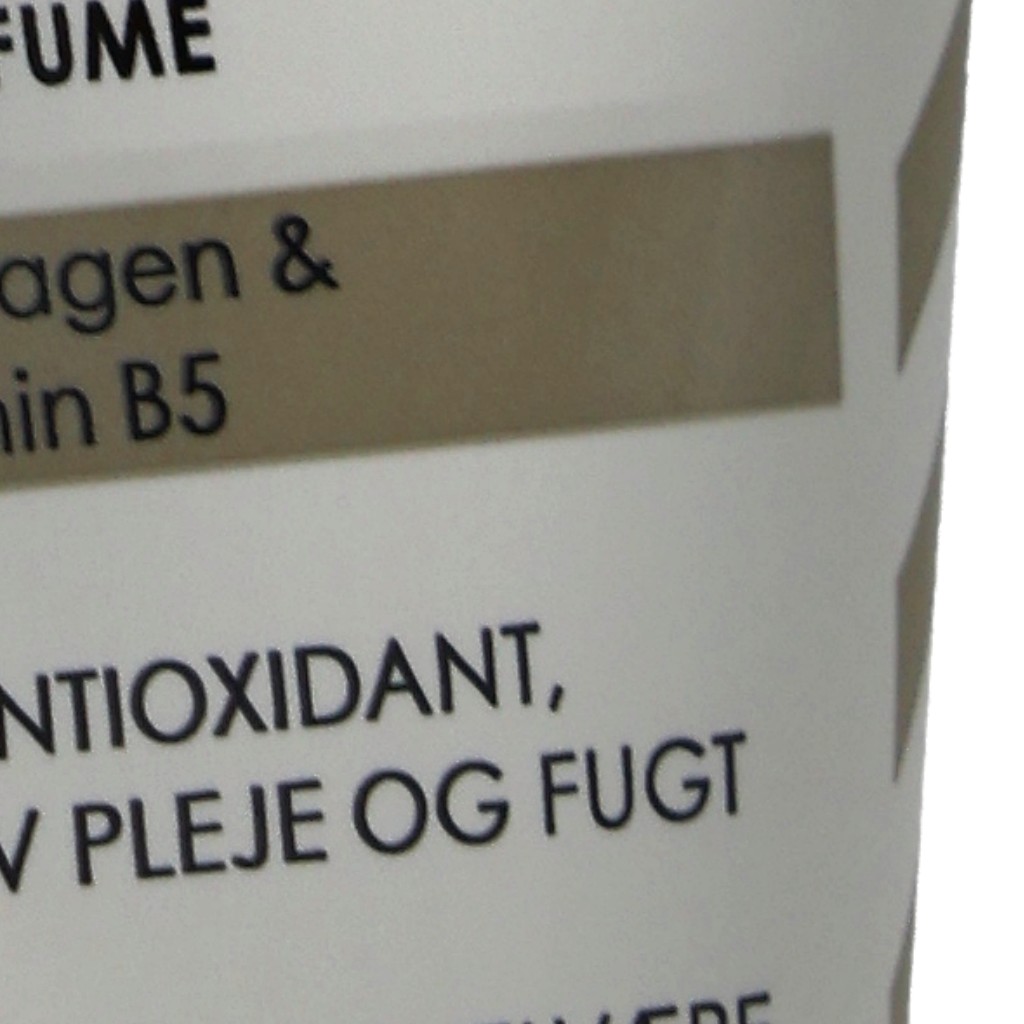 FUME
agen &
in B5
NTIOXIDANT,
V PLEJE OG FUGT